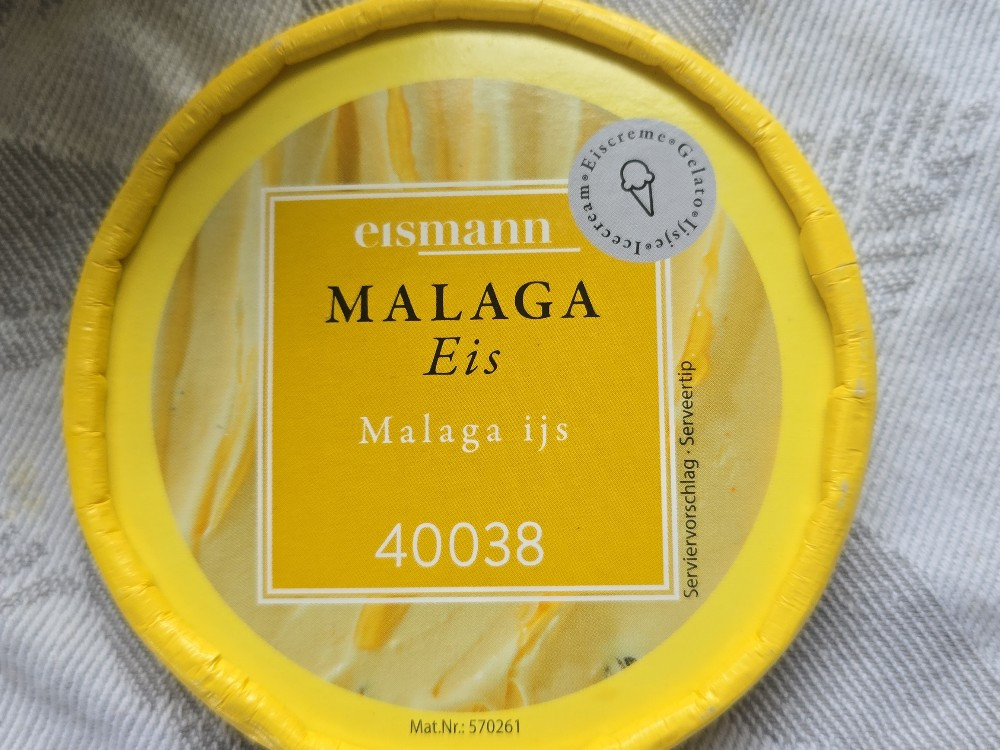 eismann
MALAGA
Eis
Malaga ijs
40038
Eiscreme•Gelato•Ijsje•Icecream•
Serviervorschlag · Serveertip
Mat.Nr.: 570261